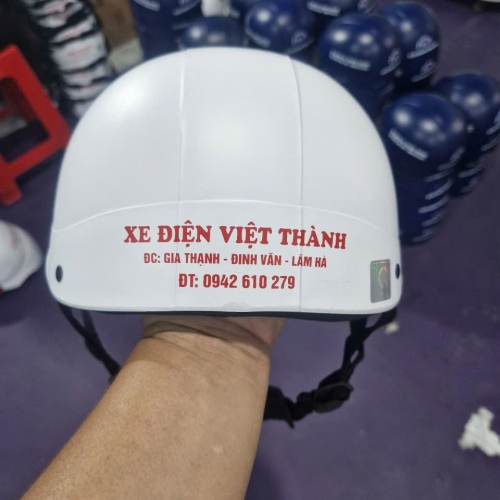 XE ĐIỆN VIỆT THÀNH
ĐC: GIA THẠNH - ĐINH VĂN - LÂM HÀ
ĐT: 0942 610 279